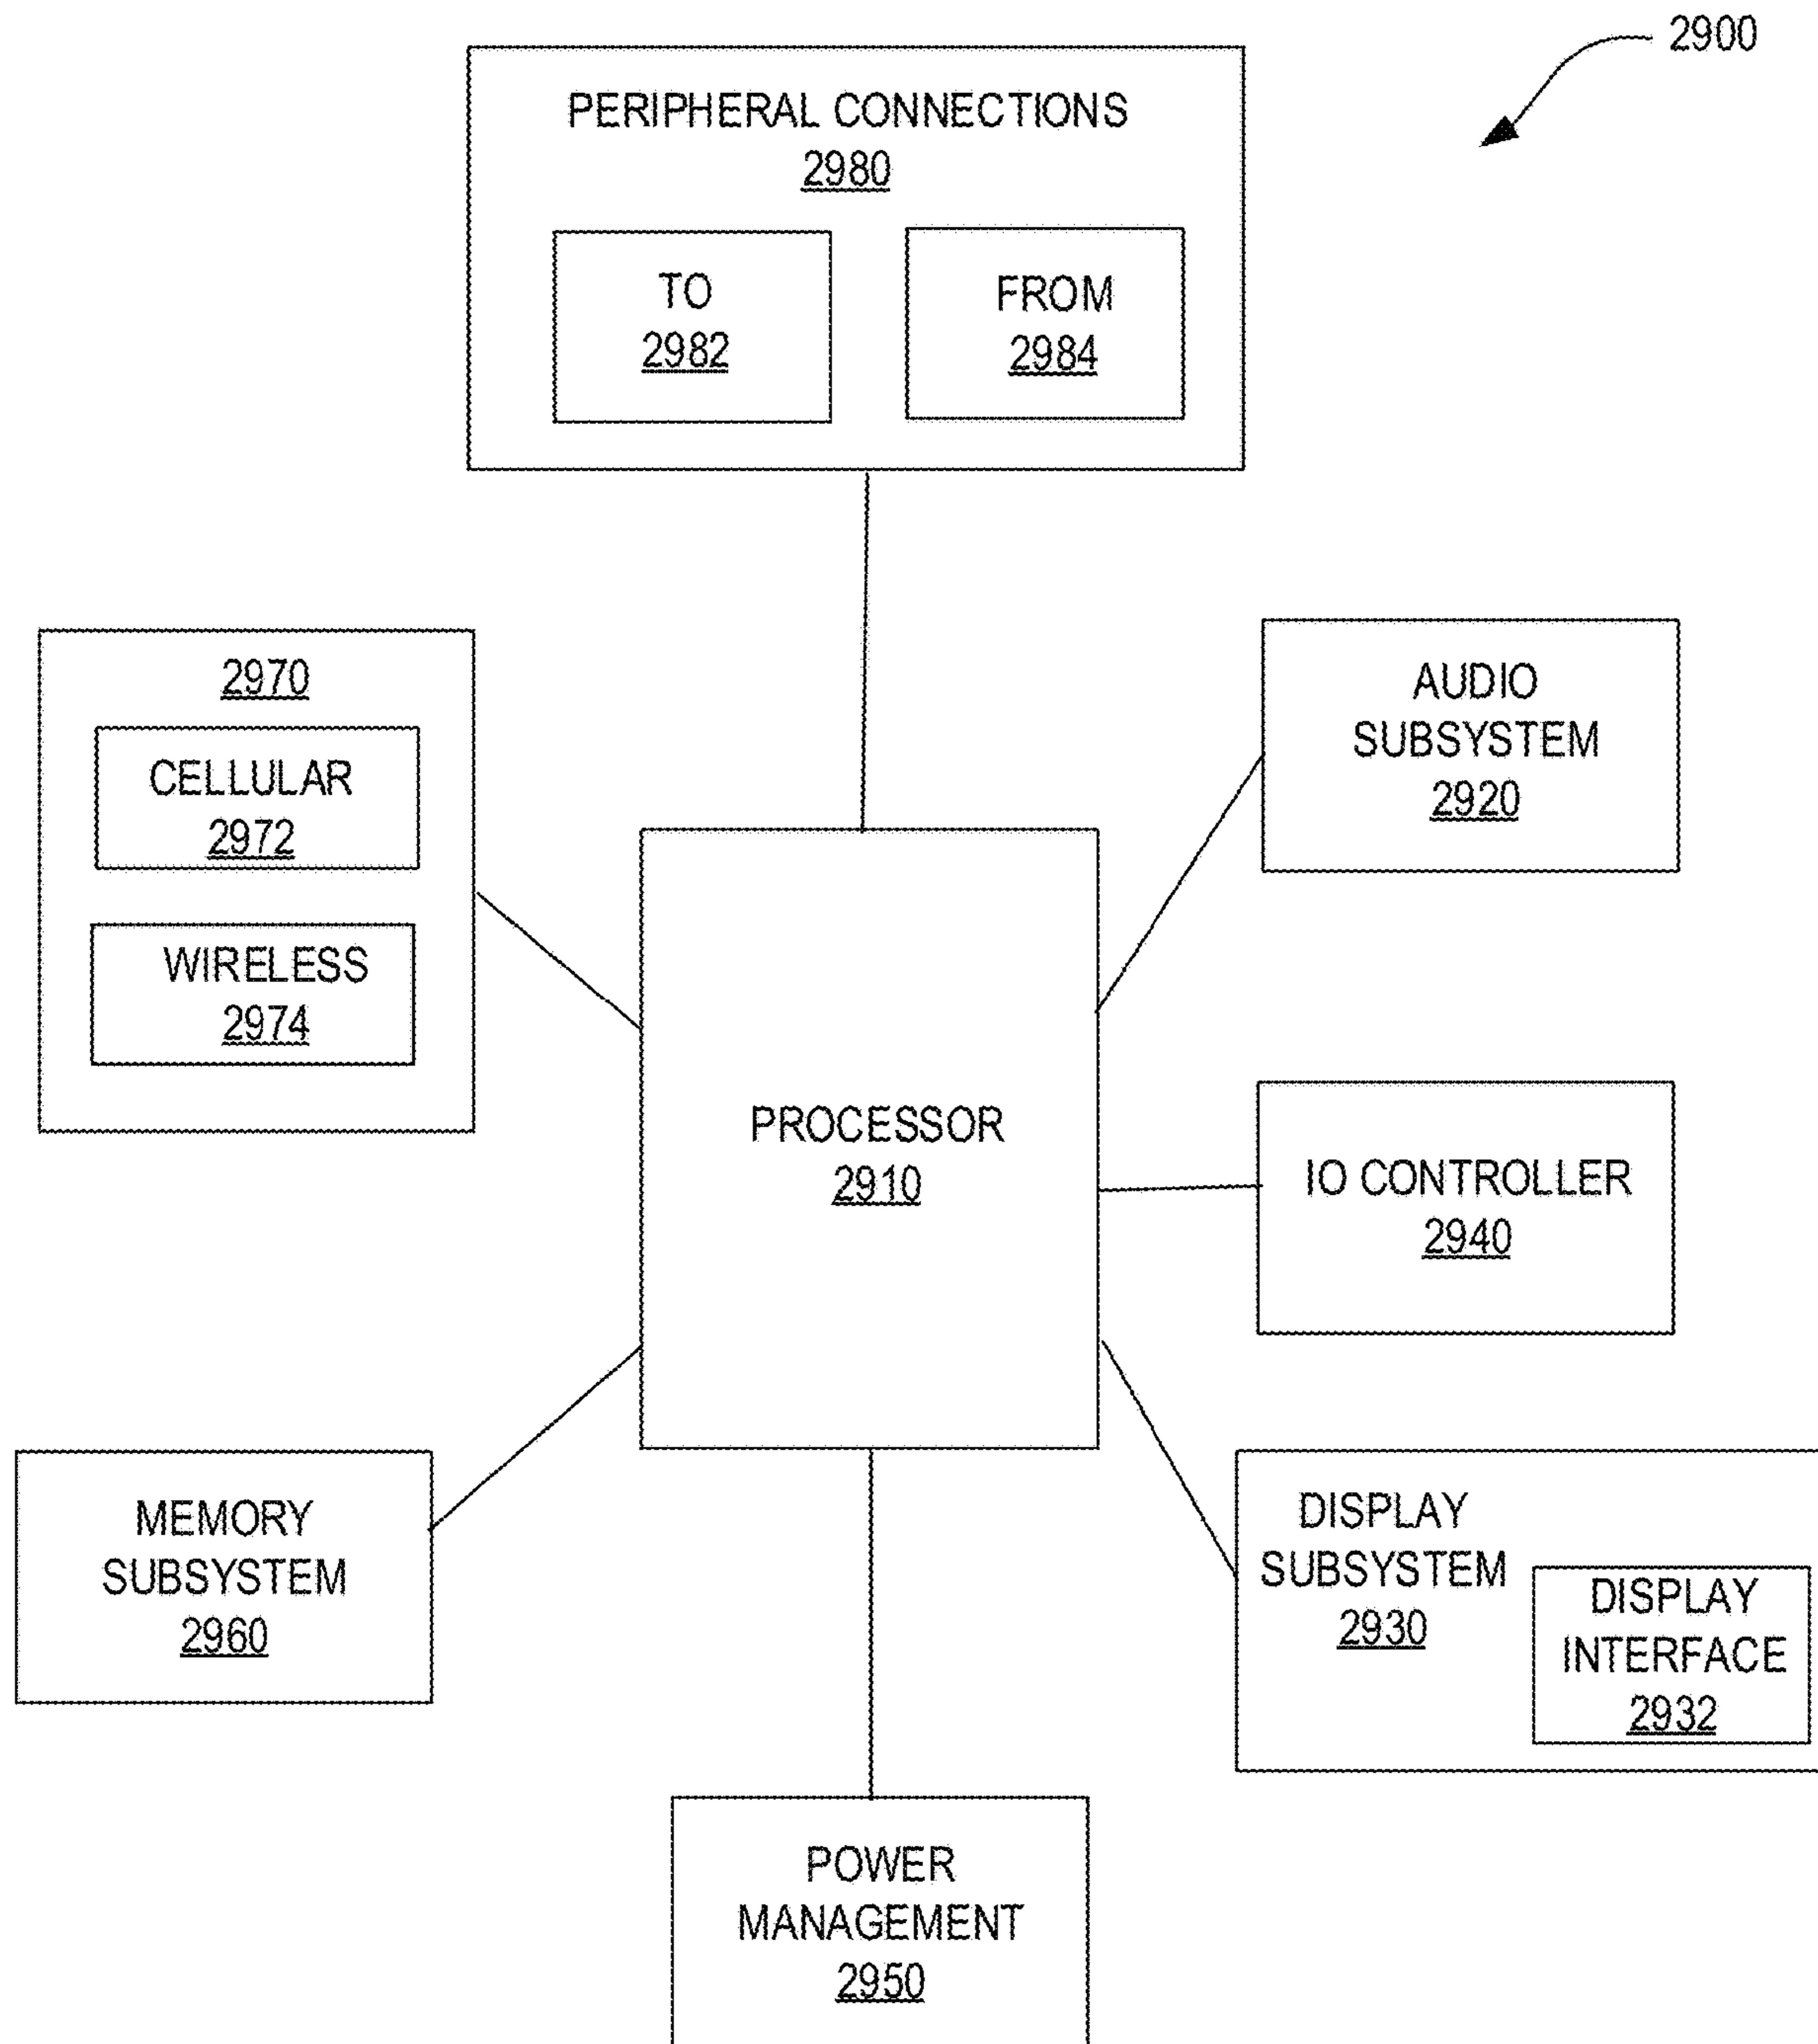 2900
PERIPHERAL CONNECTIONS
2980
TO
2982
FROM
2984
2970
CELLULAR
2972
WIRELESS
2974
AUDIO
SUBSYSTEM
2920
PROCESSOR
2910
IO CONTROLLER
2940
MEMORY
SUBSYSTEM
2960
DISPLAY
SUBSYSTEM
2930
DISPLAY
INTERFACE
2932
POWER
MANAGEMENT
2950